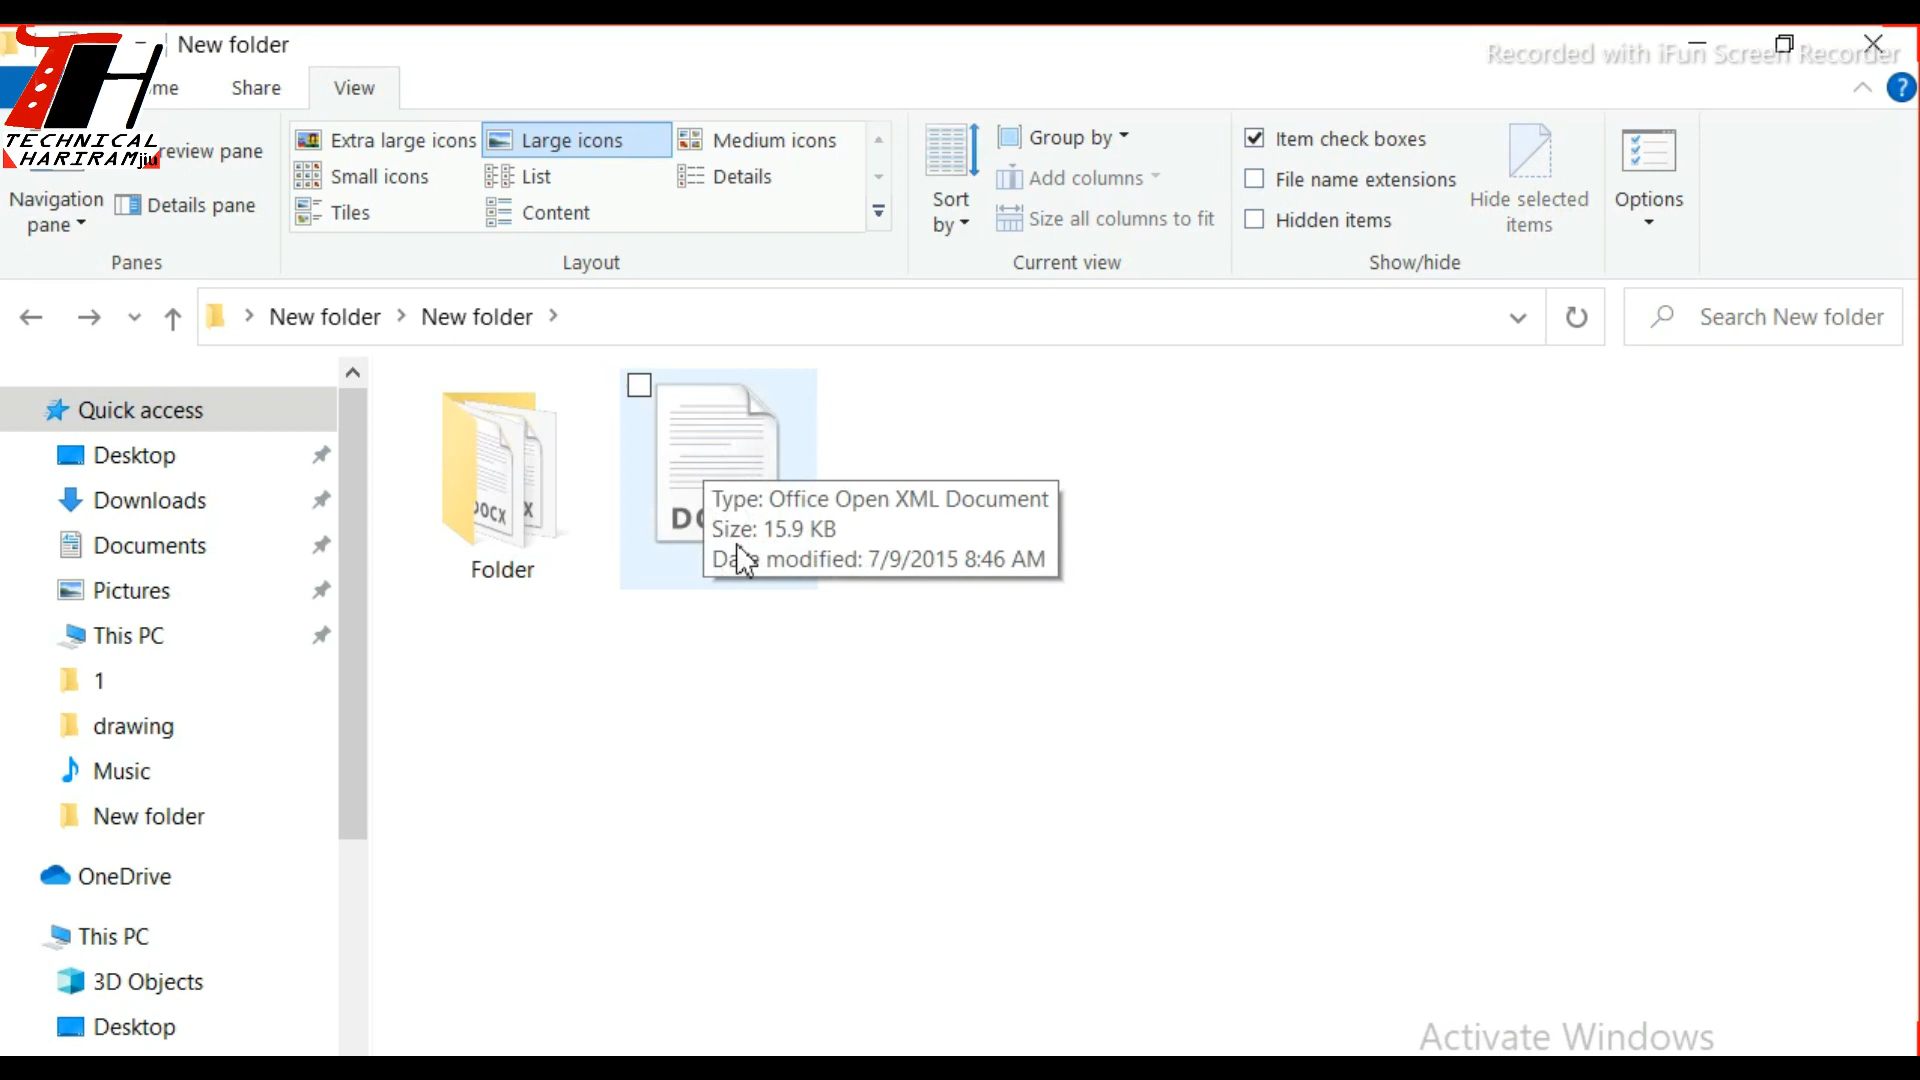 New folder
Recorded with iFun Screen Recorder
TECHNICAL
HARIRAMjiu
Share
View
Navigation
pane
Details pane
Panes
Extra large icons
Large icons
Medium icons
Small icons
List
Details
Tiles
Content
Layout
Sort
by
Group by
Add columns
Size all columns to fit
Current view
Item check boxes
File name extensions
Hidden items
Hide selected
items
Show/hide
Options
New folder
New folder
Search New folder
Quick access
Desktop
Downloads
Documents
Pictures
This PC
1
drawing
Music
New folder
OneDrive
This PC
3D Objects
Desktop
DOCX
Folder
Type: Office Open XML Document
Size: 15.9 KB
modified: 7/9/2015 8:46 AM
Activate Windows